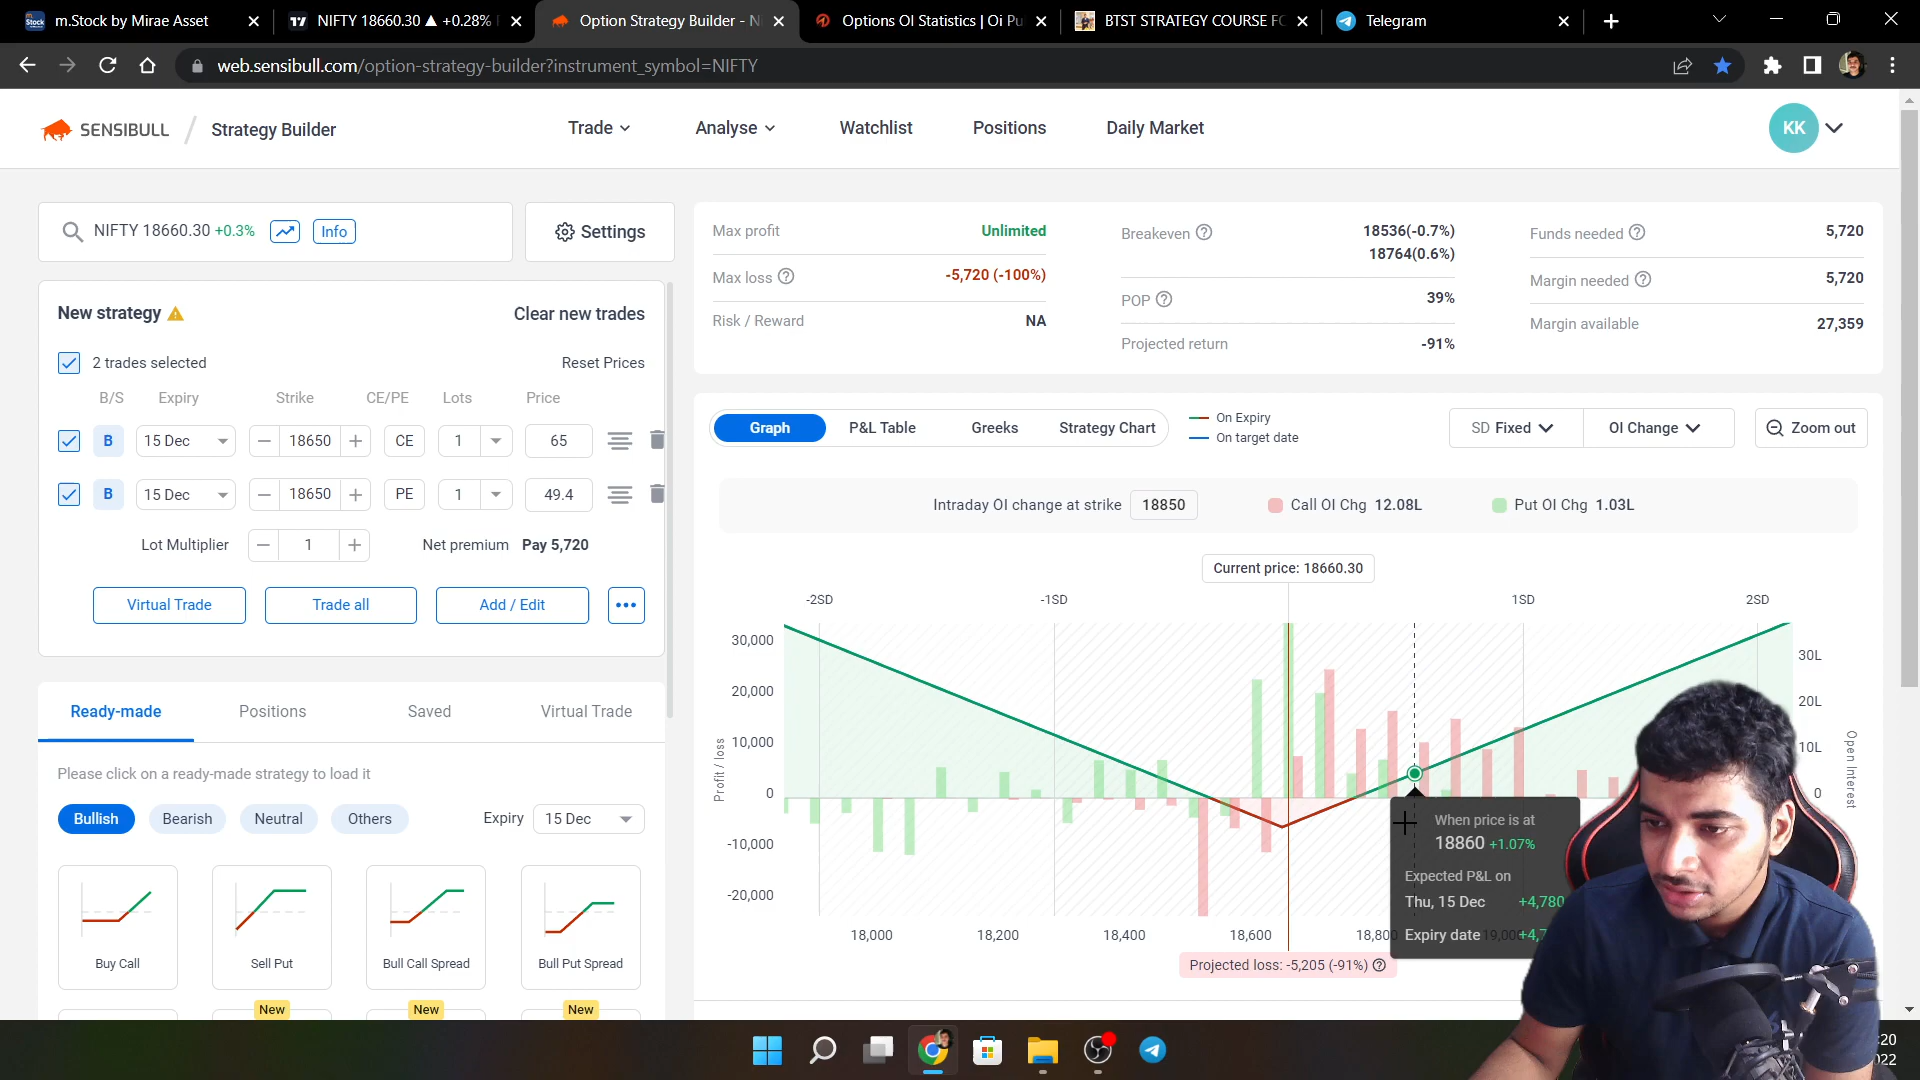 m.Stock by Mirae Asset
NIFTY 18660.30 ▲ +0.28%
Option Strategy Builder - N
Options OI Statistics | Oi Pu
BTST STRATEGY COURSE FO
Telegram
web.sensibull.com/option-strategy-builder?instrument_symbol=NIFTY
SENSIBULL / Strategy Builder
Trade
Analyse
Watchlist
Positions
Daily Market
KK
NIFTY 18660.30 +0.3%
Info
Settings
Max profit
Unlimited
Max loss
-5,720 (-100%)
Risk / Reward
NA
Breakeven
18536(-0.7%)
18764(0.6%)
POP
39%
Projected return
-91%
Funds needed
5,720
Margin needed
5,720
Margin available
27,359
New strategy
Clear new trades
2 trades selected
Reset Prices
B/S Expiry Strike CE/PE Lots Price
B 15 Dec 18650 CE 1 65
B 15 Dec 18650 PE 1 49.4
Lot Multiplier 1 Net premium Pay 5,720
Virtual Trade
Trade all
Add / Edit
Graph
P&L Table
Greeks
Strategy Chart
On Expiry
On target date
SD Fixed
OI Change
Zoom out
Intraday OI change at strike 18850 Call OI Chg 12.08L Put OI Chg 1.03L
Current price: 18660.30
-2SD -1SD 1SD 2SD
30,000
20,000
10,000
0
-10,000
-20,000
Profit / loss
30L
20L
10L
0
Open Interest
18,000 18,200 18,400 18,600 18,800
When price is at
18860 +1.07%
Expected P&L on
Thu, 15 Dec +4,780
Expiry date +4,7
Projected loss: -5,205 (-91%)
Ready-made
Positions
Saved
Virtual Trade
Please click on a ready-made strategy to load it
Bullish
Bearish
Neutral
Others
Expiry 15 Dec
Buy Call
Sell Put
Bull Call Spread
Bull Put Spread
New
New
New
:20
022